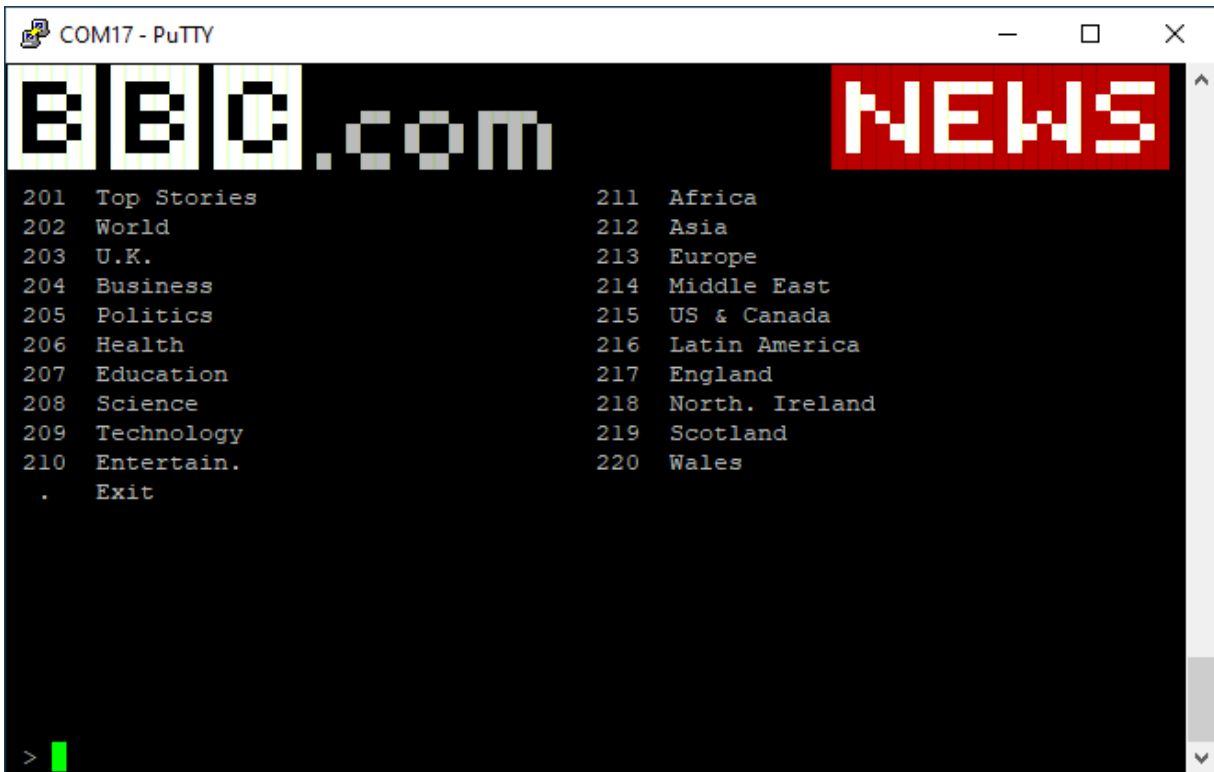 COM17 - PuTTY
BBC.com NEWS
201 Top Stories 211 Africa
202 World 212 Asia
203 U.K. 213 Europe
204 Business 214 Middle East
205 Politics 215 US & Canada
206 Health 216 Latin America
207 Education 217 England
208 Science 218 North. Ireland
209 Technology 219 Scotland
210 Entertain. 220 Wales
. Exit
>